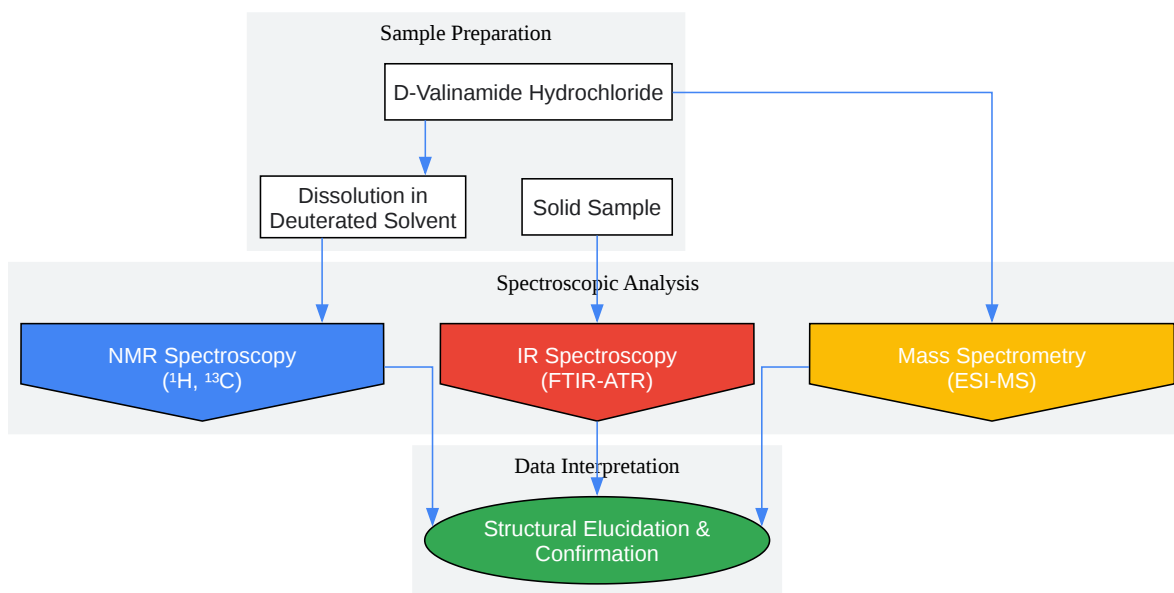 Sample Preparation
D-Valinamide Hydrochloride
Dissolution in
Deuterated Solvent
Solid Sample
Spectroscopic Analysis
NMR Spectroscopy
(¹H, ¹³C)
IR Spectroscopy
(FTIR-ATR)
Mass Spectrometry
(ESI-MS)
Data Interpretation
Structural Elucidation &
Confirmation